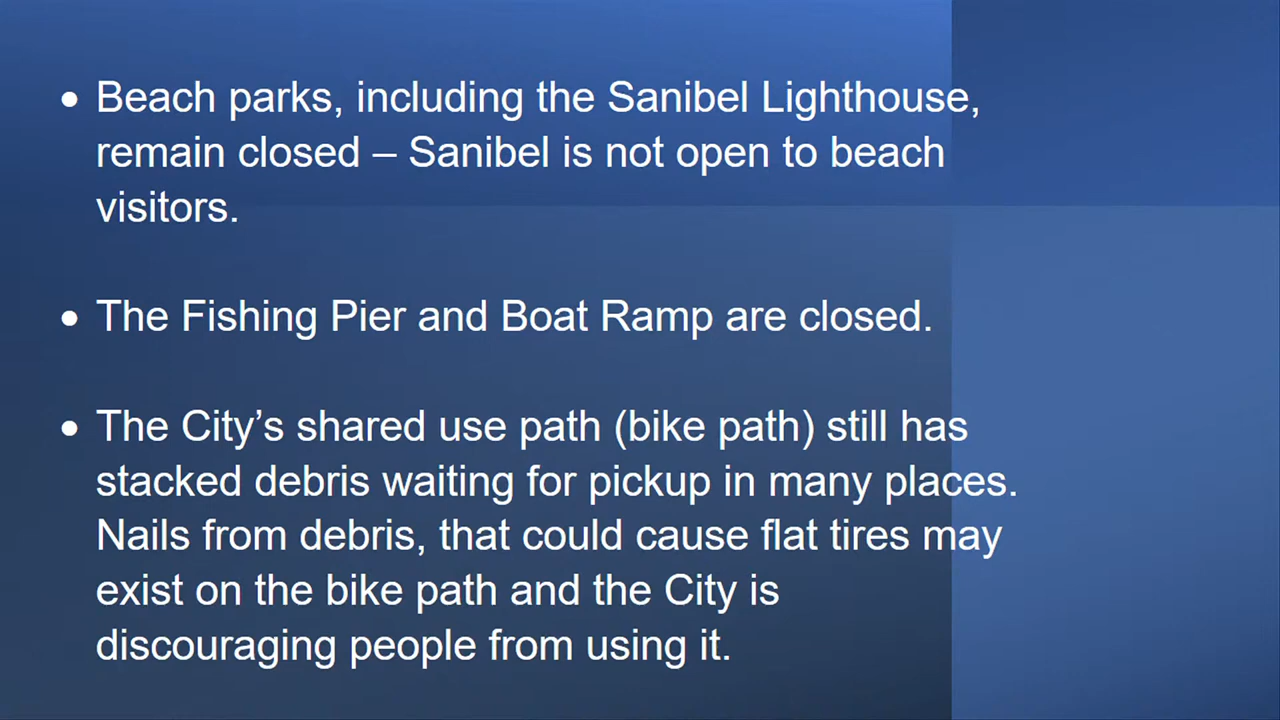 • Beach parks, including the Sanibel Lighthouse,
remain closed – Sanibel is not open to beach
visitors.
• The Fishing Pier and Boat Ramp are closed.
• The City’s shared use path (bike path) still has
stacked debris waiting for pickup in many places.
Nails from debris, that could cause flat tires may
exist on the bike path and the City is
discouraging people from using it.